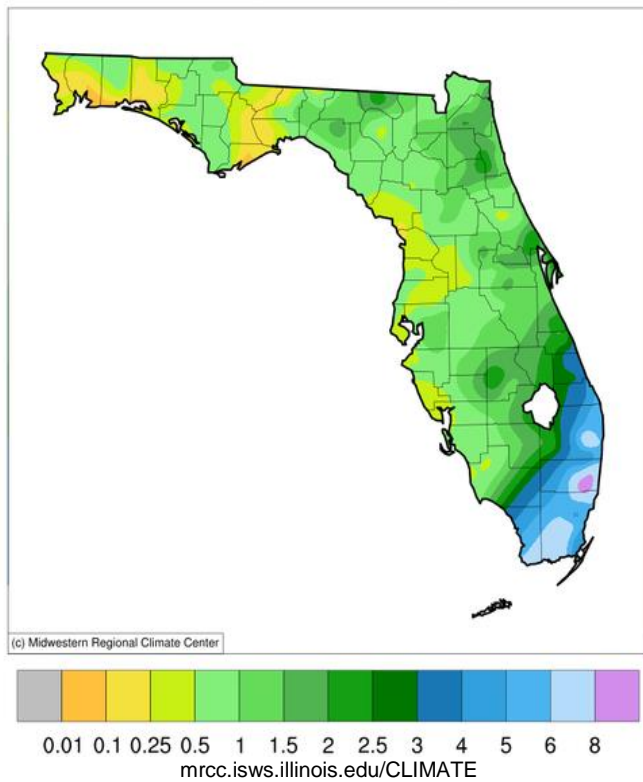 (c) Midwestern Regional Climate Center
0.01 0.1 0.25 0.5 1 1.5 2 2.5 3 4 5 6 8
mrcc.isws.illinois.edu/CLIMATE